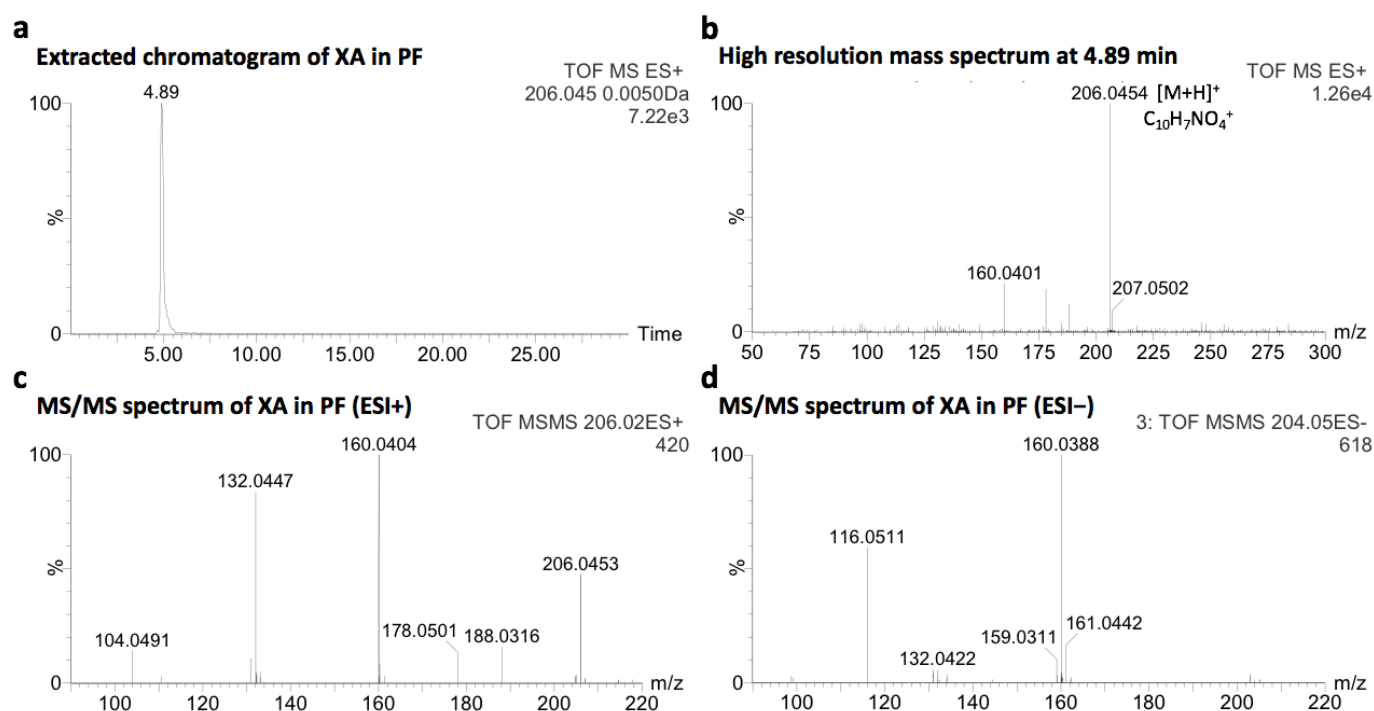 a
Extracted chromatogram of XA in PF
TOF MS ES+
206.045 0.0050Da
7.22e3
4.89
100
%
0
5.00 10.00 15.00 20.00 25.00
Time
b
High resolution mass spectrum at 4.89 min
TOF MS ES+
1.26e4
206.0454 [M+H]+
C10H7NO4+
100
%
160.0401
207.0502
0
50 75 100 125 150 175 200 225 250 275 300
m/z
c
MS/MS spectrum of XA in PF (ESI+)
TOF MSMS 206.02ES+
420
160.0404
100
132.0447
206.0453
%
178.0501
188.0316
104.0491
0
100 120 140 160 180 200 220
m/z
d
MS/MS spectrum of XA in PF (ESI–)
3: TOF MSMS 204.05ES-
618
160.0388
100
116.0511
%
161.0442
159.0311
132.0422
0
100 120 140 160 180 200 220
m/z